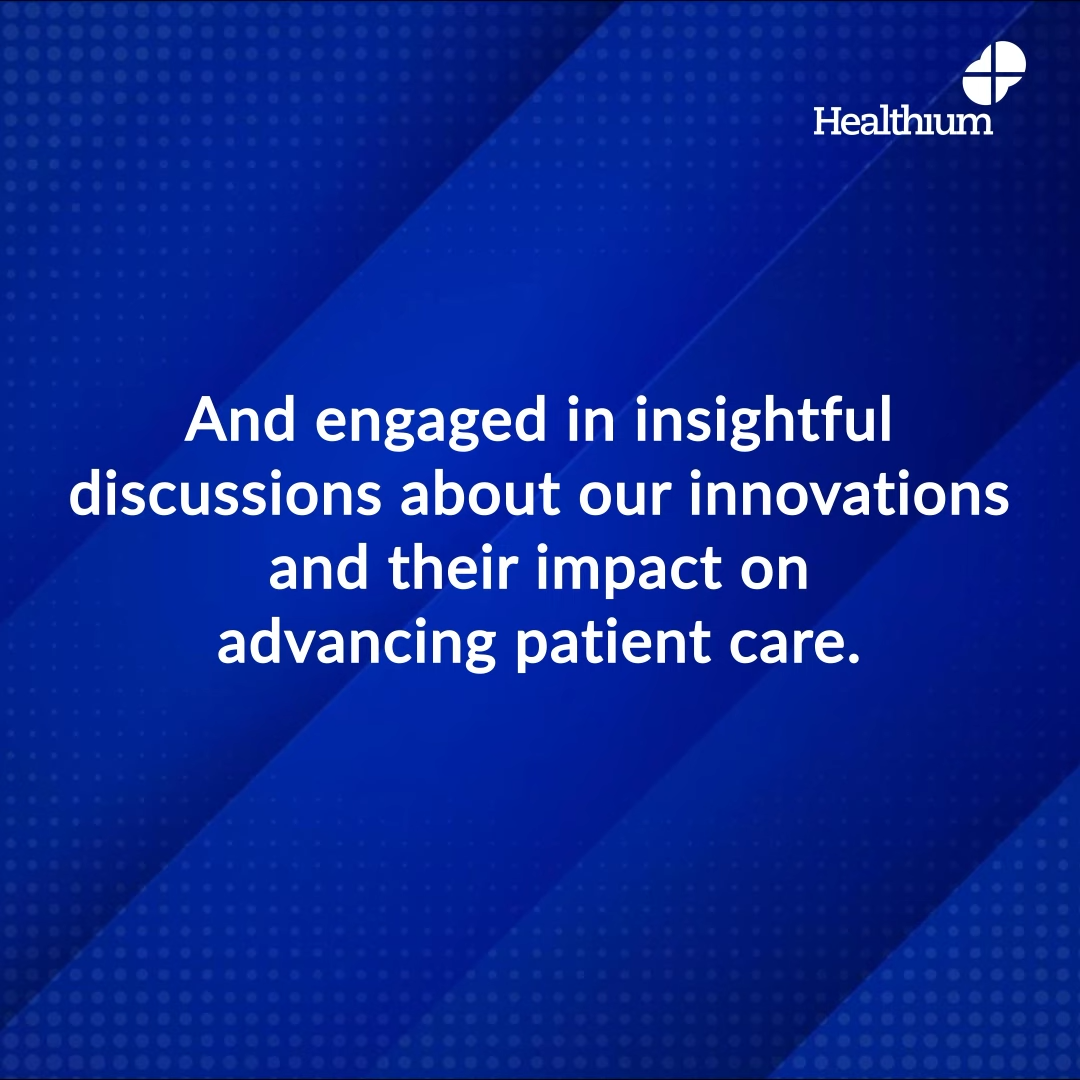 Healthium
And engaged in insightful
discussions about our innovations
and their impact on
advancing patient care.